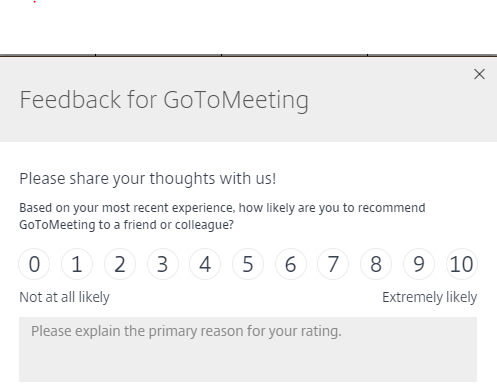 Feedback for GoToMeeting
Please share your thoughts with us!
Based on your most recent experience, how likely are you to recommend
GoToMeeting to a friend or colleague?
0 1 2 3 4 5 6 7 8 9 10
Not at all likely Extremely likely
Please explain the primary reason for your rating.